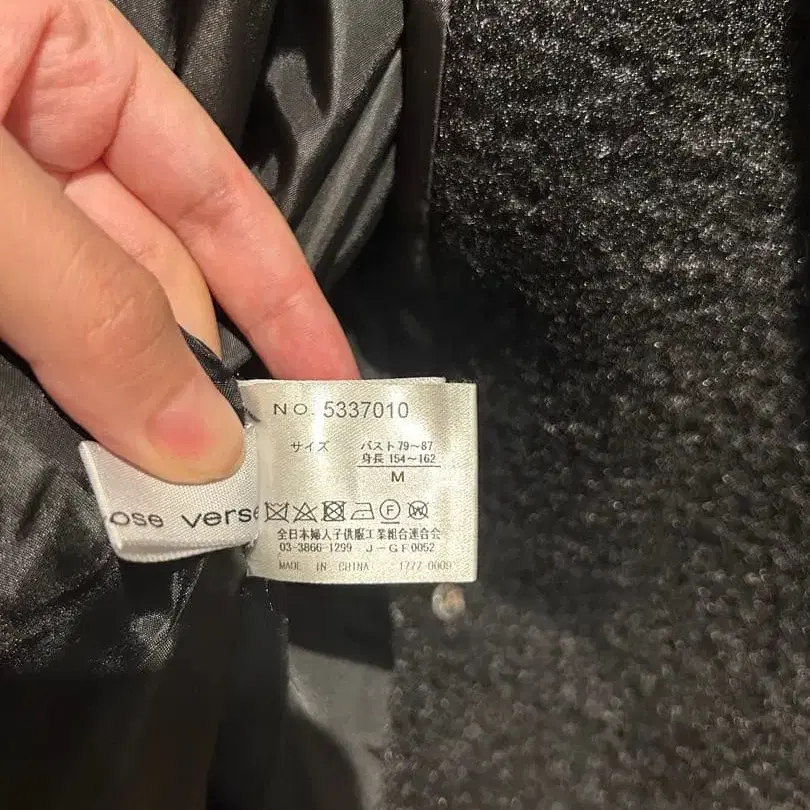 NO. 5337010
サイズ
バスト79〜87
身長154〜162
M
ose verse
F
W
全日本婦人子供服工業組合連合会
03-3866-1299 J-GF0052
MADE IN CHINA 1777 0009